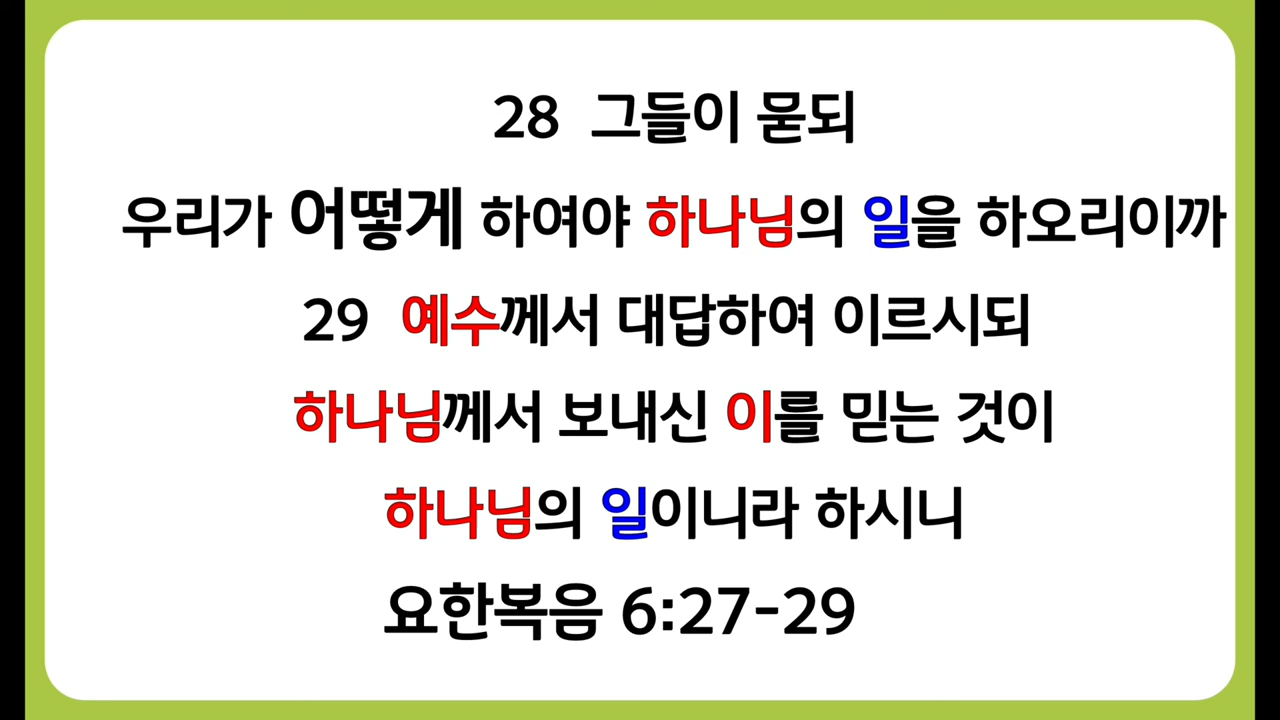 28 그들이 묻되
우리가 어떻게 하여야 하나님의 일을 하오리이까
29 예수께서 대답하여 이르시되
하나님께서 보내신 이를 믿는 것이
하나님의 일이니라 하시니
요한복음 6:27-29